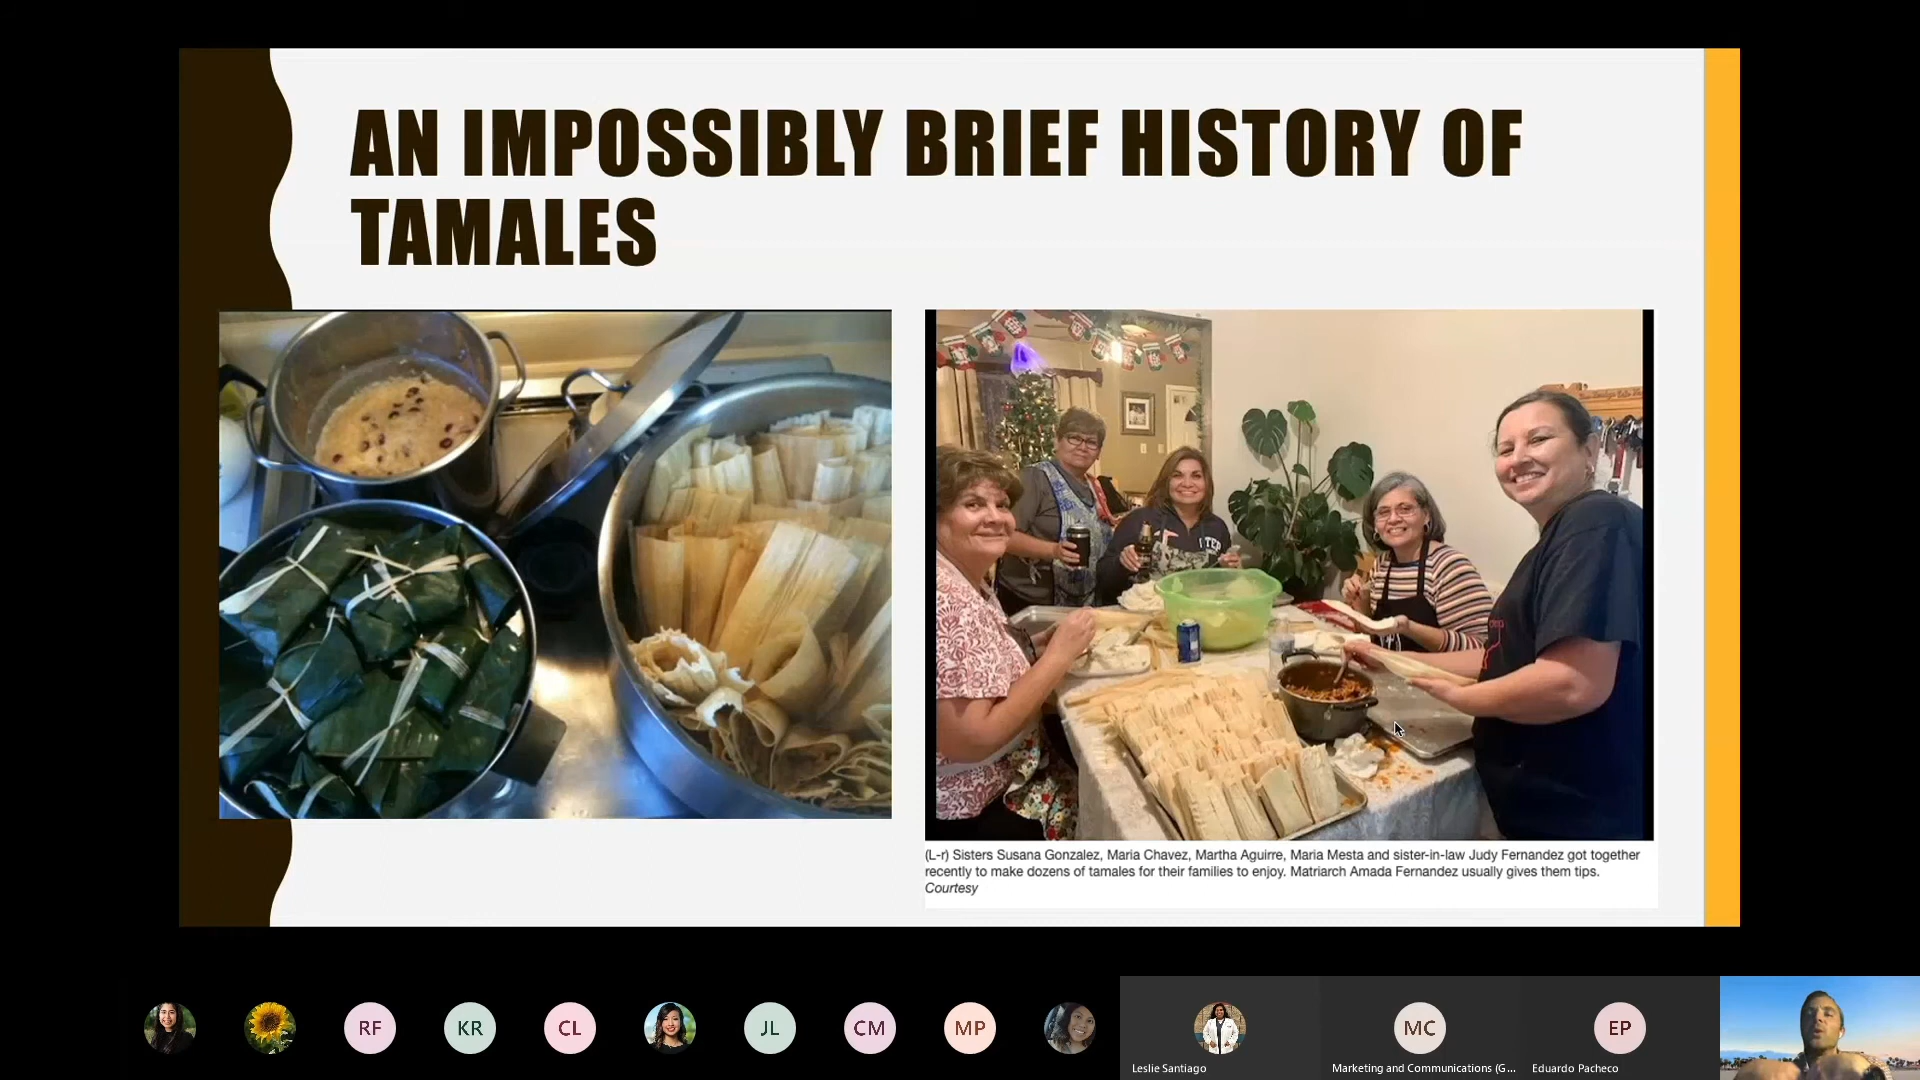 AN IMPOSSIBLY BRIEF HISTORY OF
TAMALES
(L-r) Sisters Susana Gonzalez, Maria Chavez, Martha Aguirre, Maria Mesta and sister-in-law Judy Fernandez got together
recently to make dozens of tamales for their families to enjoy. Matriarch Amada Fernandez usually gives them tips.
Courtesy
RF
KR
CL
JL
CM
MP
MC
EP
Leslie Santiago
Marketing and Communications (G...
Eduardo Pacheco